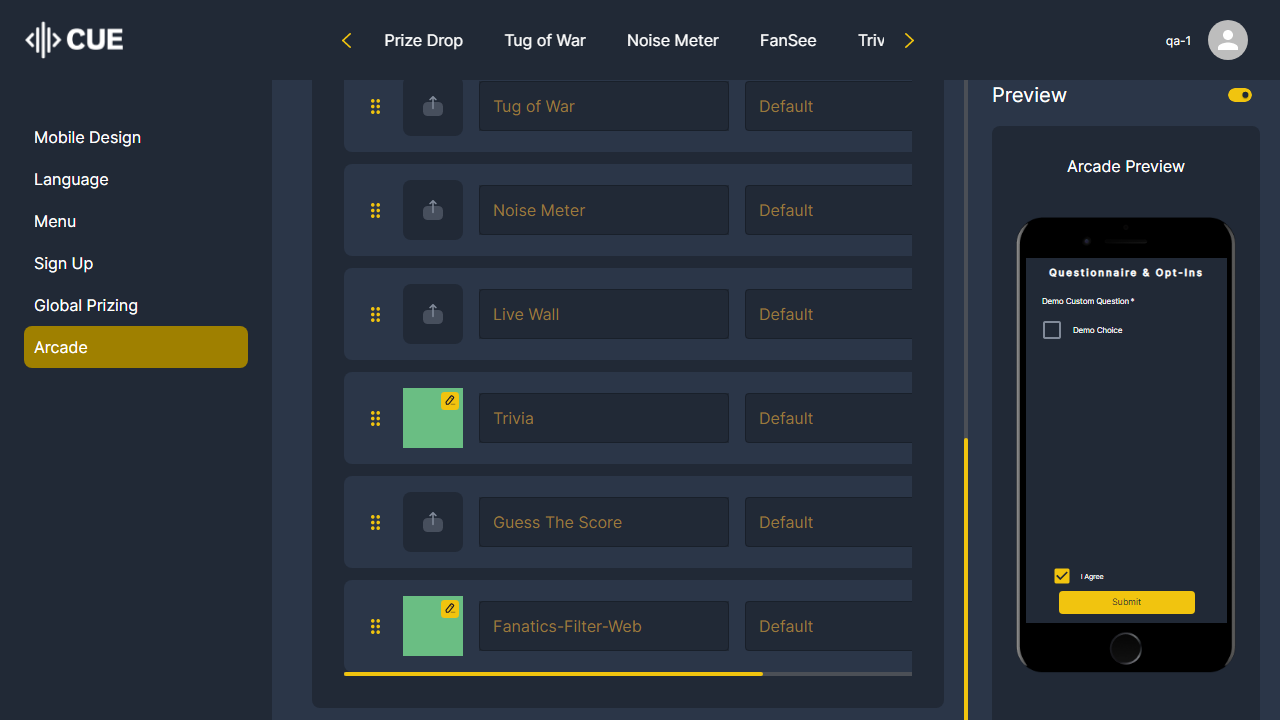 CUE
Prize Drop
Tug of War
Noise Meter
FanSee
Triv
qa-1
Mobile Design
Language
Menu
Sign Up
Global Prizing
Arcade
Tug of War
Default
Noise Meter
Default
Live Wall
Default
Trivia
Default
Guess The Score
Default
Fanatics-Filter-Web
Default
Preview
Arcade Preview
Questionnaire & Opt-Ins
Demo Custom Question *
Demo Choice
I Agree
Submit